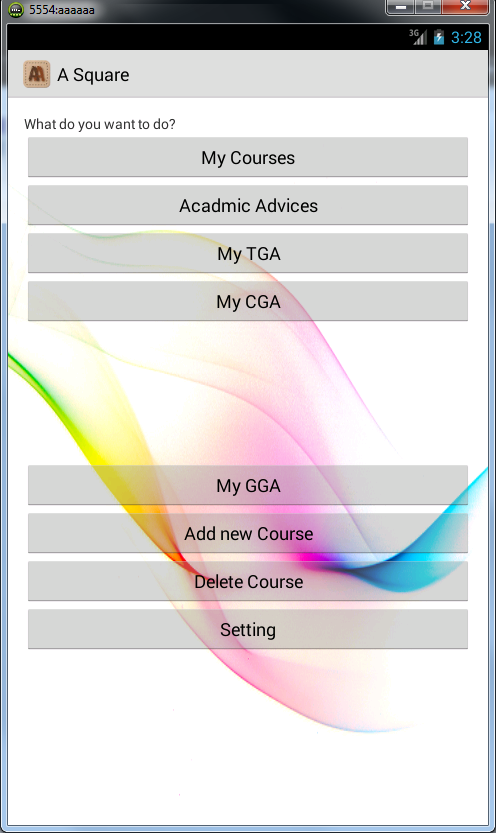 5554:aaaaaa
3G 3:28
A Square
What do you want to do?
My Courses
Acadmic Advices
My TGA
My CGA
My GGA
Add new Course
Delete Course
Setting